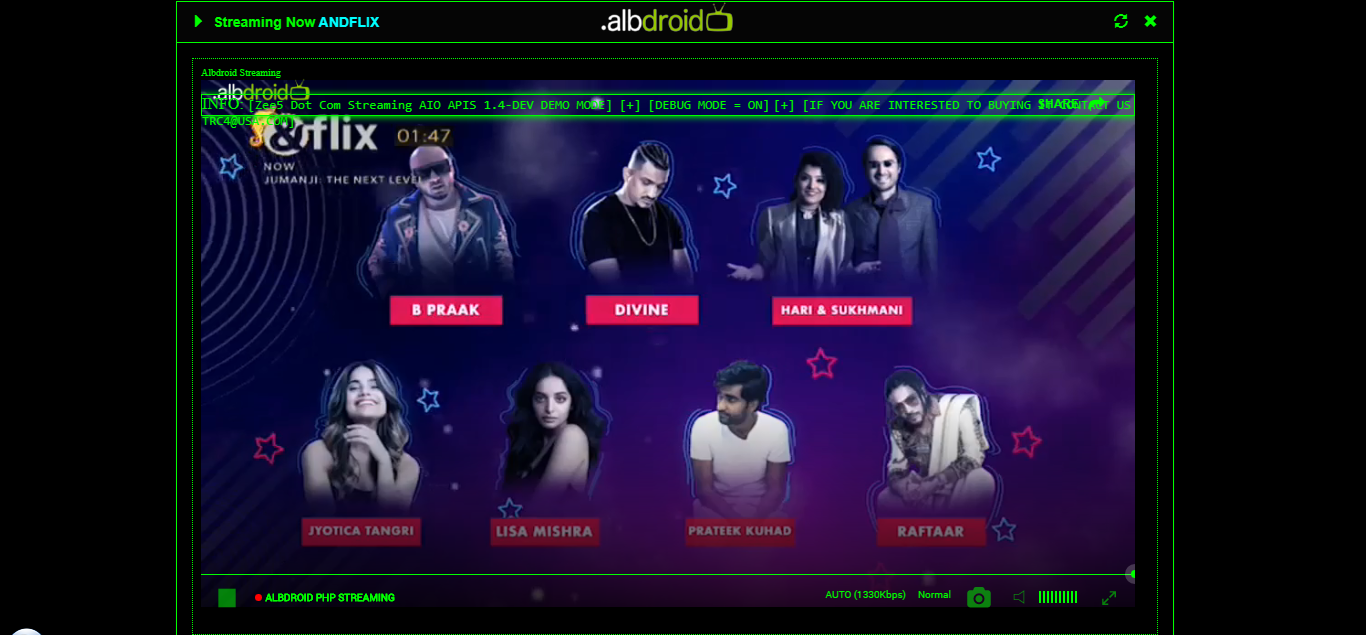 Streaming Now ANDFLIX
.albdroid
Albdroid Streaming
.albdroid
INFO: [Zee5 Dot Com Streaming AIO APIS 1.4-DEV DEMO MODE] [+] [DEBUG MODE = ON] [+] [IF YOU ARE INTERESTED TO BUYING IT CONTACT US
SHARE
TRC4@USA.COM]
&flix 01:47
NOW
JUMANJI: THE NEXT LEVEL
B PRAAK DIVINE HARI & SUKHMANI
JYOTICA TANGRI LISA MISHRA PRATEEK KUHAD RAFTAAR
ALBDROID PHP STREAMING AUTO (1330Kbps) Normal